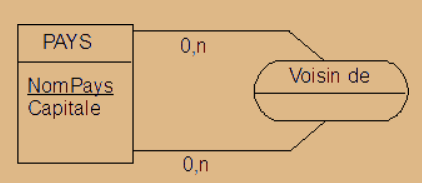 PAYS
0,n
Voisin de
NomPays
Capitale
0,n